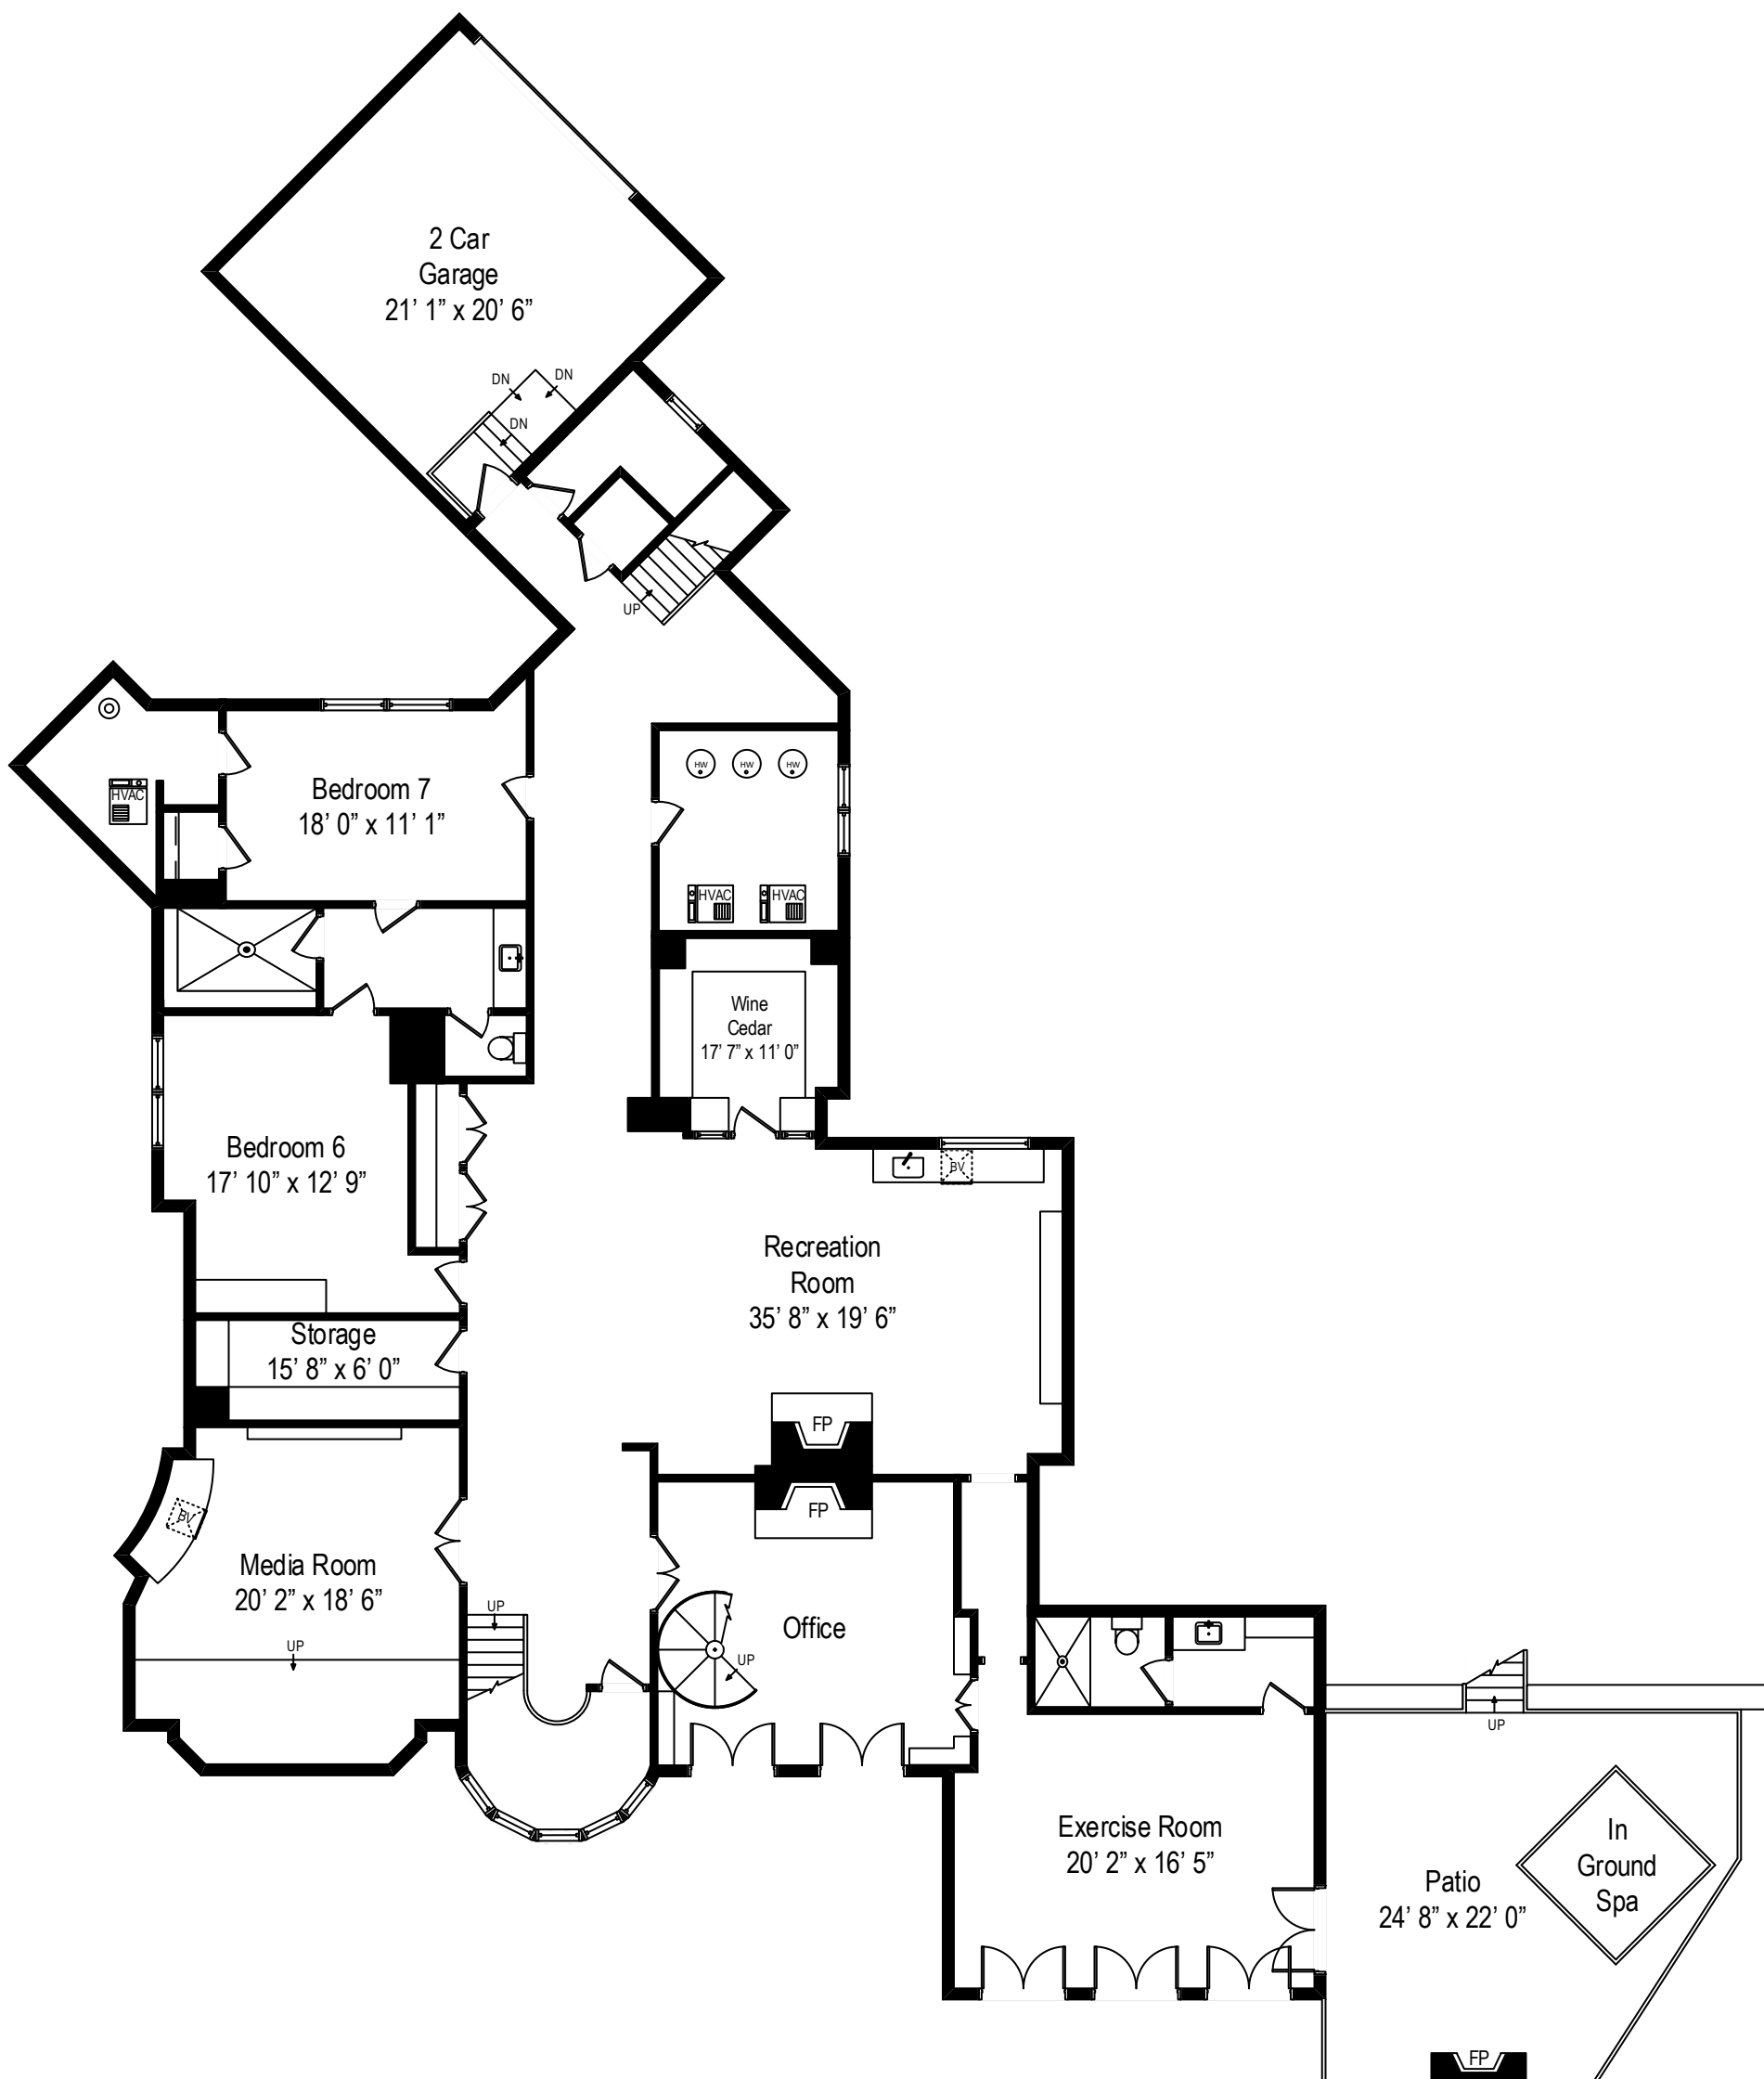 2 Car
Garage
21’ 1” x 20’ 6”
DN
DN
DN
UP
HVAC
Bedroom 7
18’ 0” x 11’ 1”
HW
HW
HW
HVAC
HVAC
Wine
Cedar
17’ 7” x 11’ 0”
Bedroom 6
17’ 10” x 12’ 9”
BV
Recreation
Room
35’ 8” x 19’ 6”
Storage
15’ 8” x 6’ 0”
FP
FP
BV
Media Room
20’ 2” x 18’ 6”
UP
UP
Office
UP
UP
Exercise Room
20’ 2” x 16’ 5”
In
Ground
Spa
Patio
24’ 8” x 22’ 0”
FP